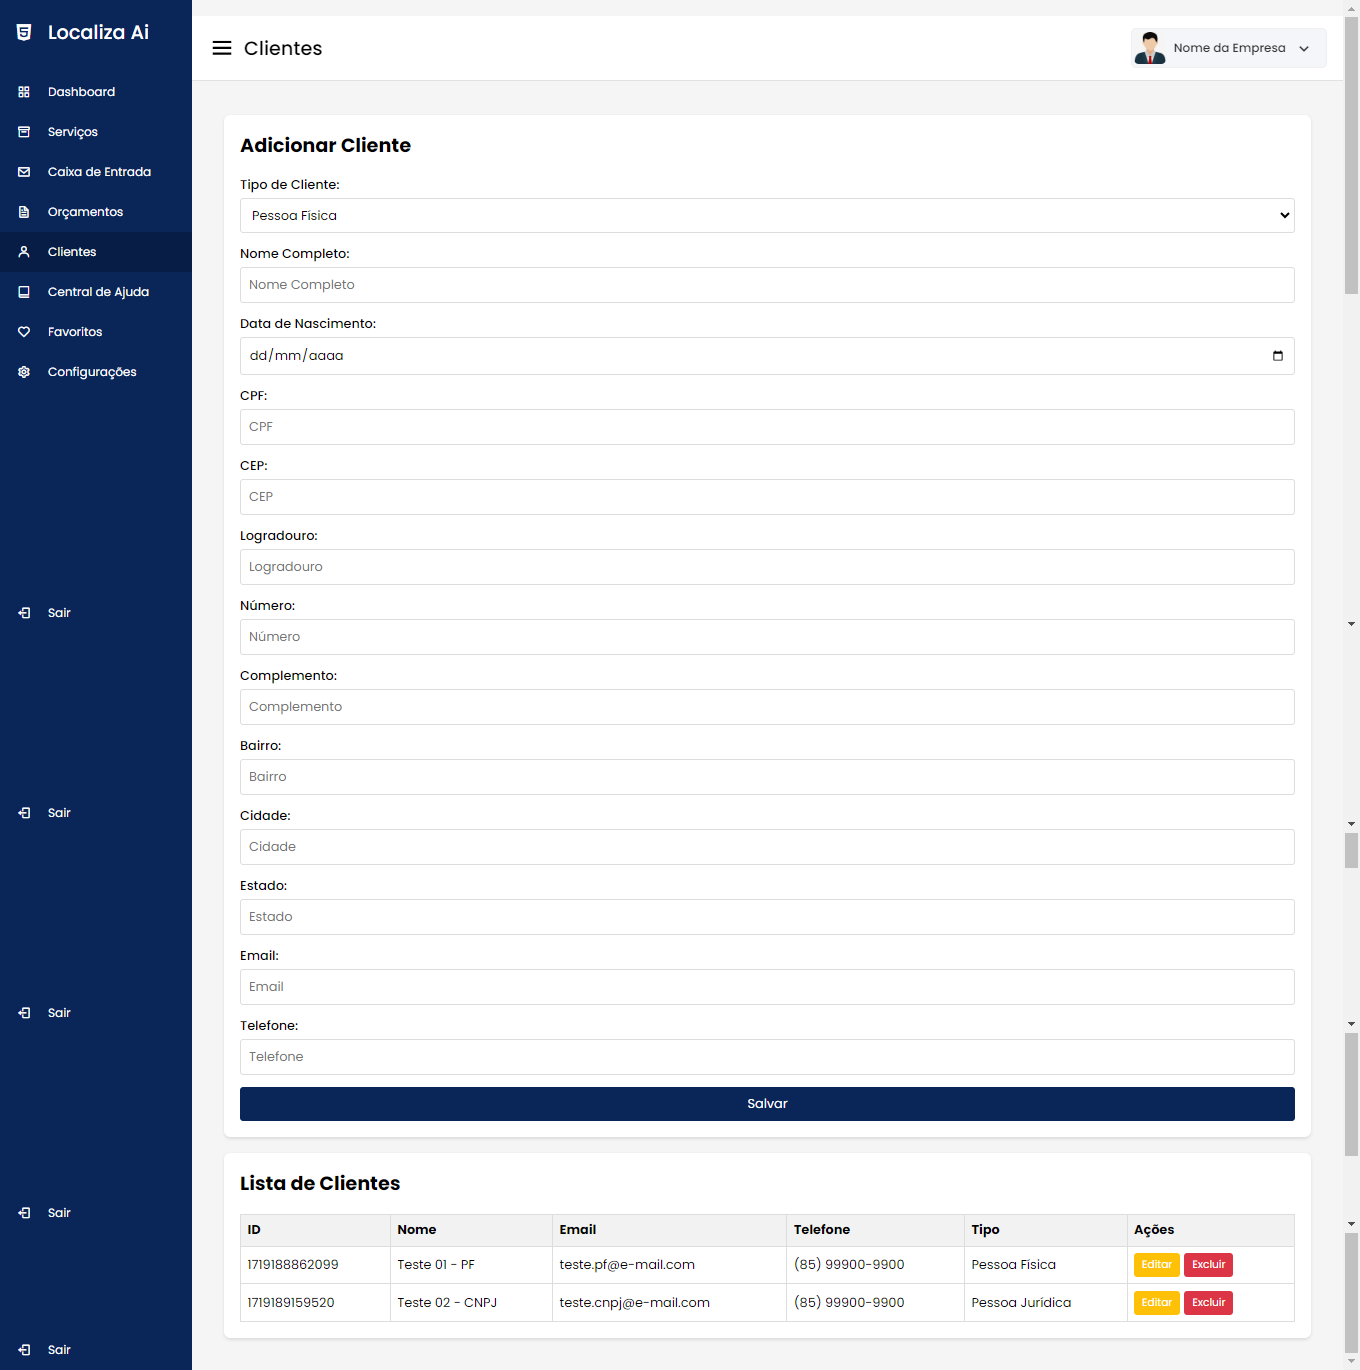 Localiza Ai
Dashboard
Serviços
Caixa de Entrada
Orçamentos
Clientes
Central de Ajuda
Favoritos
Configurações
Sair
Sair
Sair
Sair
Sair
Clientes
Nome da Empresa
Adicionar Cliente
Tipo de Cliente:
Pessoa Física
Nome Completo:
Nome Completo
Data de Nascimento:
dd/mm/aaaa
CPF:
CPF
CEP:
CEP
Logradouro:
Logradouro
Número:
Número
Complemento:
Complemento
Bairro:
Bairro
Cidade:
Cidade
Estado:
Estado
Email:
Email
Telefone:
Telefone
Salvar
Lista de Clientes
ID Nome Email Telefone Tipo Ações
1719188862099 Teste 01 - PF teste.pf@e-mail.com (85) 99900-9900 Pessoa Física Editar Excluir
1719189159520 Teste 02 - CNPJ teste.cnpj@e-mail.com (85) 99900-9900 Pessoa Jurídica Editar Excluir